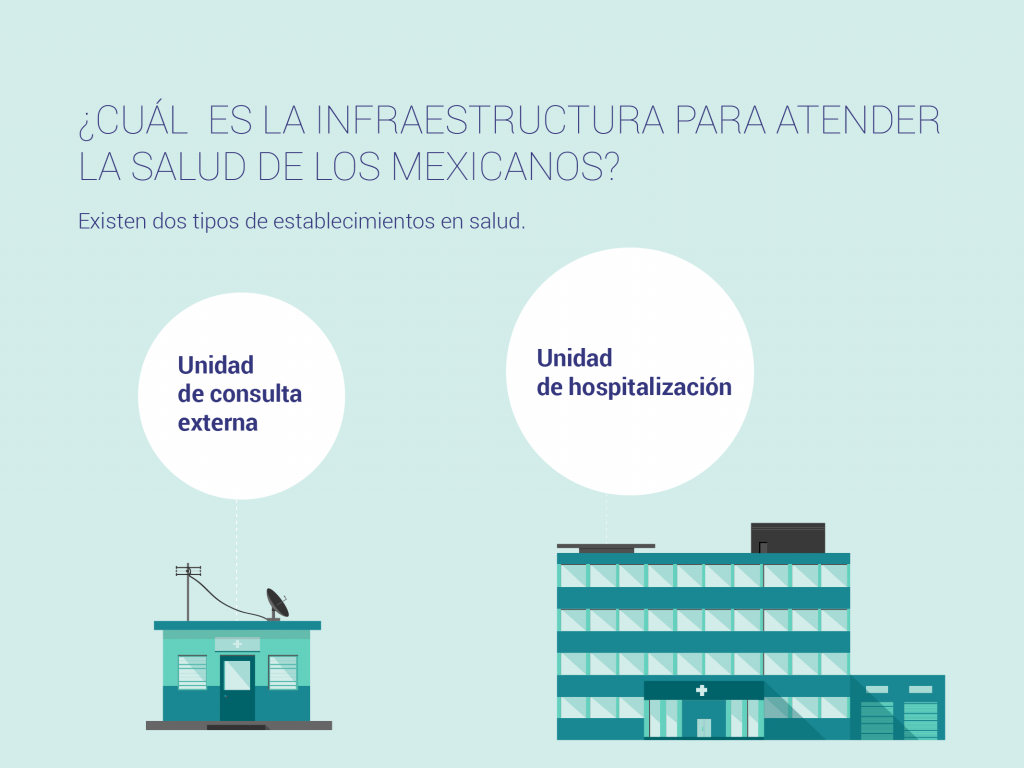 ¿CUÁL ES LA INFRAESTRUCTURA PARA ATENDER
LA SALUD DE LOS MEXICANOS?
Existen dos tipos de establecimientos en salud.
Unidad
de consulta
externa
Unidad
de hospitalización